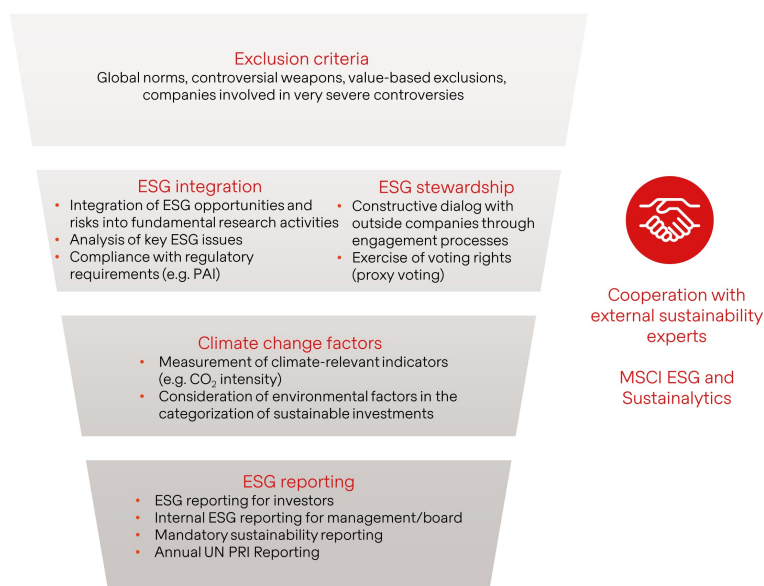 Exclusion criteria
Global norms, controversial weapons, value-based exclusions,
companies involved in very severe controversies
ESG integration
• Integration of ESG opportunities and
risks into fundamental research activities
• Analysis of key ESG issues
• Compliance with regulatory
requirements (e.g. PAI)
ESG stewardship
• Constructive dialog with
outside companies through
engagement processes
• Exercise of voting rights
(proxy voting)
Climate change factors
• Measurement of climate-relevant indicators
(e.g. CO₂ intensity)
• Consideration of environmental factors in the
categorization of sustainable investments
ESG reporting
• ESG reporting for investors
• Internal ESG reporting for management/board
• Mandatory sustainability reporting
• Annual UN PRI Reporting
Cooperation with
external sustainability
experts
MSCI ESG and
Sustainalytics